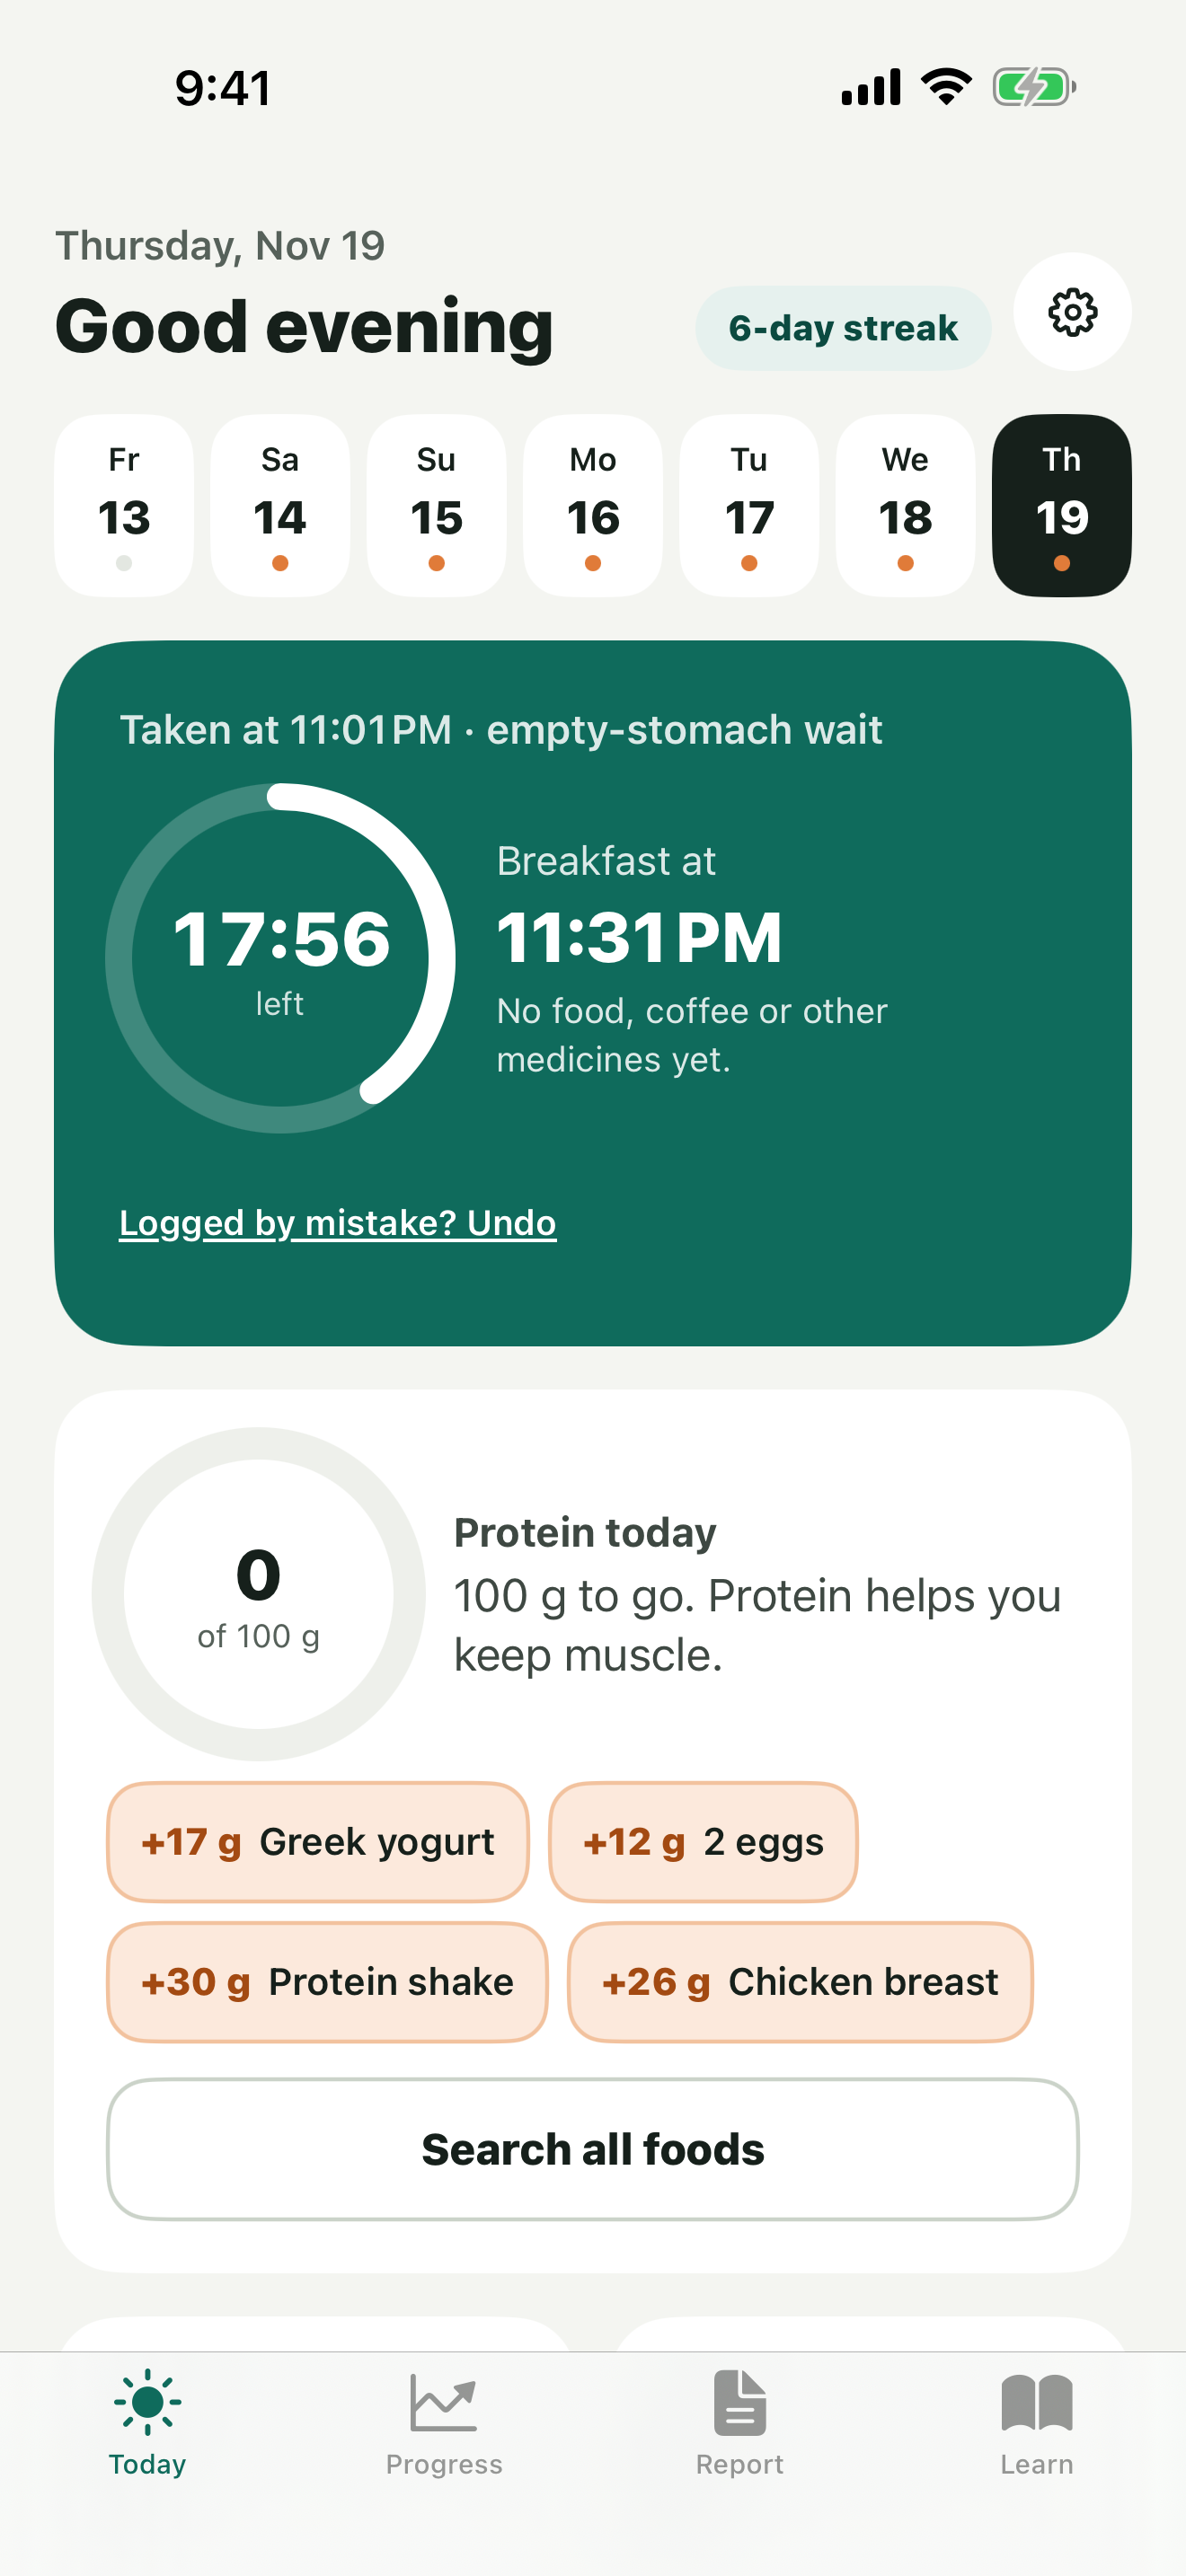 9:41
Thursday, Nov 19
Good evening
6-day streak
Fr Sa Su Mo Tu We Th
13 14 15 16 17 18 19
Taken at 11:01 PM · empty-stomach wait
17:56
left
Breakfast at
11:31 PM
No food, coffee or other
medicines yet.
Logged by mistake? Undo
0
of 100 g
Protein today
100 g to go. Protein helps you
keep muscle.
+17 g Greek yogurt
+12 g 2 eggs
+30 g Protein shake
+26 g Chicken breast
Search all foods
Today
Progress
Report
Learn